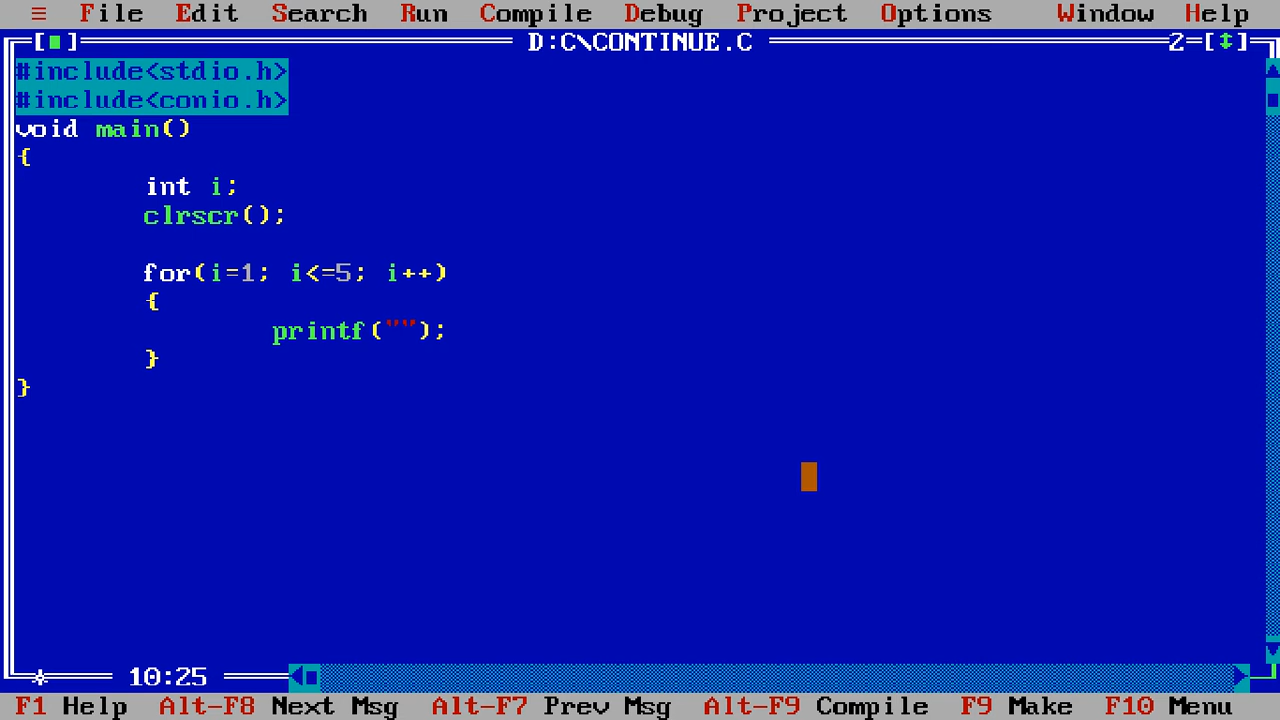 ≡ File Edit Search Run Compile Debug Project Options Window Help
[■] D:C\CONTINUE.C 2=[↕]
#include<stdio.h>
#include<conio.h>
void main()
{
int i;
clrscr();
for(i=1; i<=5; i++)
{
printf("");
}
}
10:25
F1 Help Alt-F8 Next Msg Alt-F7 Prev Msg Alt-F9 Compile F9 Make F10 Menu